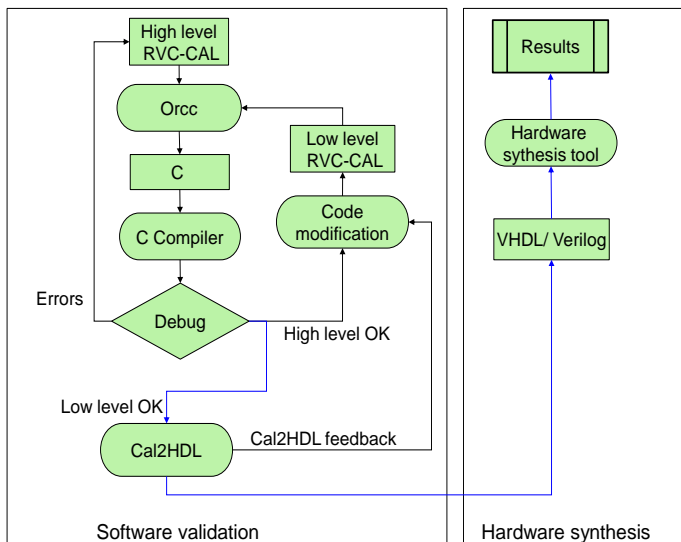 High level
RVC-CAL
Orcc
C
C Compiler
Debug
Errors
High level OK
Low level
RVC-CAL
Code
modification
Low level OK
Cal2HDL
Cal2HDL feedback
Software validation
Results
Hardware
sythesis tool
VHDL/ Verilog
Hardware synthesis